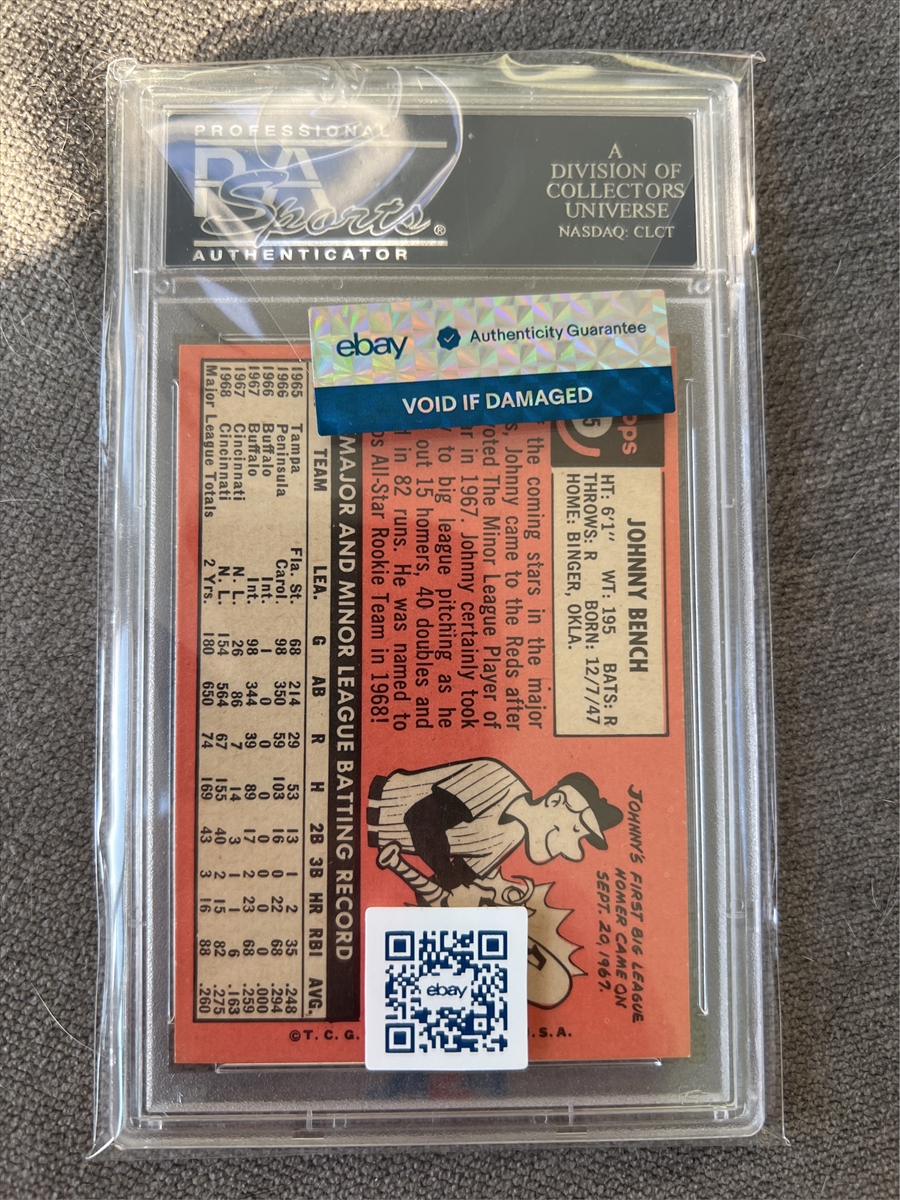 PROFESSIONAL
PSA
Sports®
AUTHENTICATOR
A
DIVISION OF
COLLECTORS
UNIVERSE
NASDAQ: CLCT
ebay Authenticity Guarantee
VOID IF DAMAGED
JOHNNY BENCH
HT: 6'1" WT: 195 BATS: R
THROWS: R BORN: 12/7/47
HOME: BINGER, OKLA.
the coming stars in the major
Johnny came to the Reds after
The Minor League Player of
in 1967. Johnny certainly took
to big league pitching as he
out 15 homers, 40 doubles and
in 82 runs. He was named to
All-Star Rookie Team in 1968!
JOHNNY'S FIRST BIG LEAGUE
HOMER CAME ON
SEPT. 20, 1967.
MAJOR AND MINOR LEAGUE BATTING RECORD
TEAM LEA. G AB R H 2B 3B HR RBI AVG.
1965 Tampa Fla. St. 68 214 29 53 13 1 2 35 .248
1966 Peninsula Carol. 98 350 59 103 16 0 22 68 .294
1966 Buffalo Int. 1 0 0 0 0 0 0 0 .000
1967 Buffalo Int. 98 344 39 89 17 2 23 68 .259
1967 Cincinnati N. L. 26 86 7 14 3 1 1 6 .163
1968 Cincinnati N. L. 154 564 67 155 40 2 15 82 .275
Major League Totals 2 Yrs. 180 650 74 169 43 3 16 88 .260
©T. C. G. .S.A.
ebay